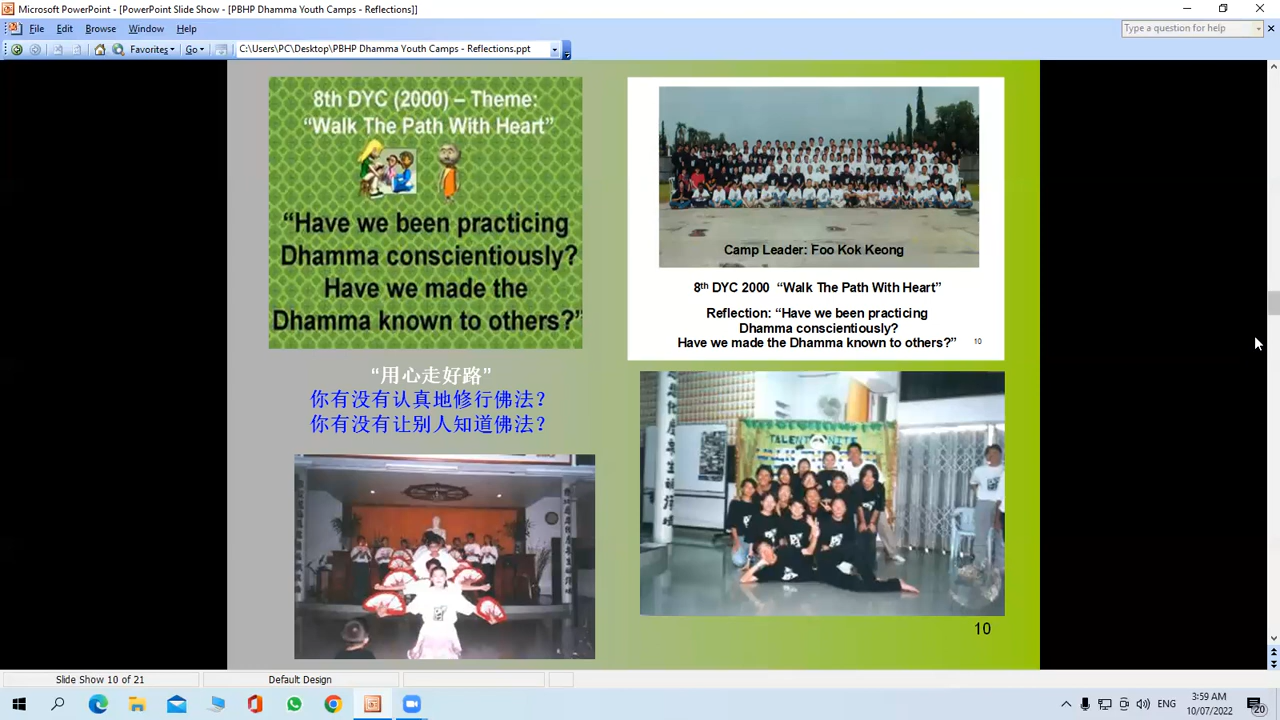 Microsoft PowerPoint - [PowerPoint Slide Show - [PBHP Dhamma Youth Camps - Reflections]]
File Edit Browse Window Help
Type a question for help
Favorites Go C:\Users\PC\Desktop\PBHP Dhamma Youth Camps - Reflections.ppt
8th DYC (2000) – Theme:
“Walk The Path With Heart”
“Have we been practicing
Dhamma conscientiously?
Have we made the
Dhamma known to others?”
“用心走好路”
你有没有认真地修行佛法?
你有没有让别人知道佛法?
Camp Leader: Foo Kok Keong
8th DYC 2000 “Walk The Path With Heart”
Reflection: “Have we been practicing
Dhamma conscientiously?
Have we made the Dhamma known to others?”
10
TALENT NITE
10
Slide Show 10 of 21
Default Design
ENG
3:59 AM
10/07/2022
20